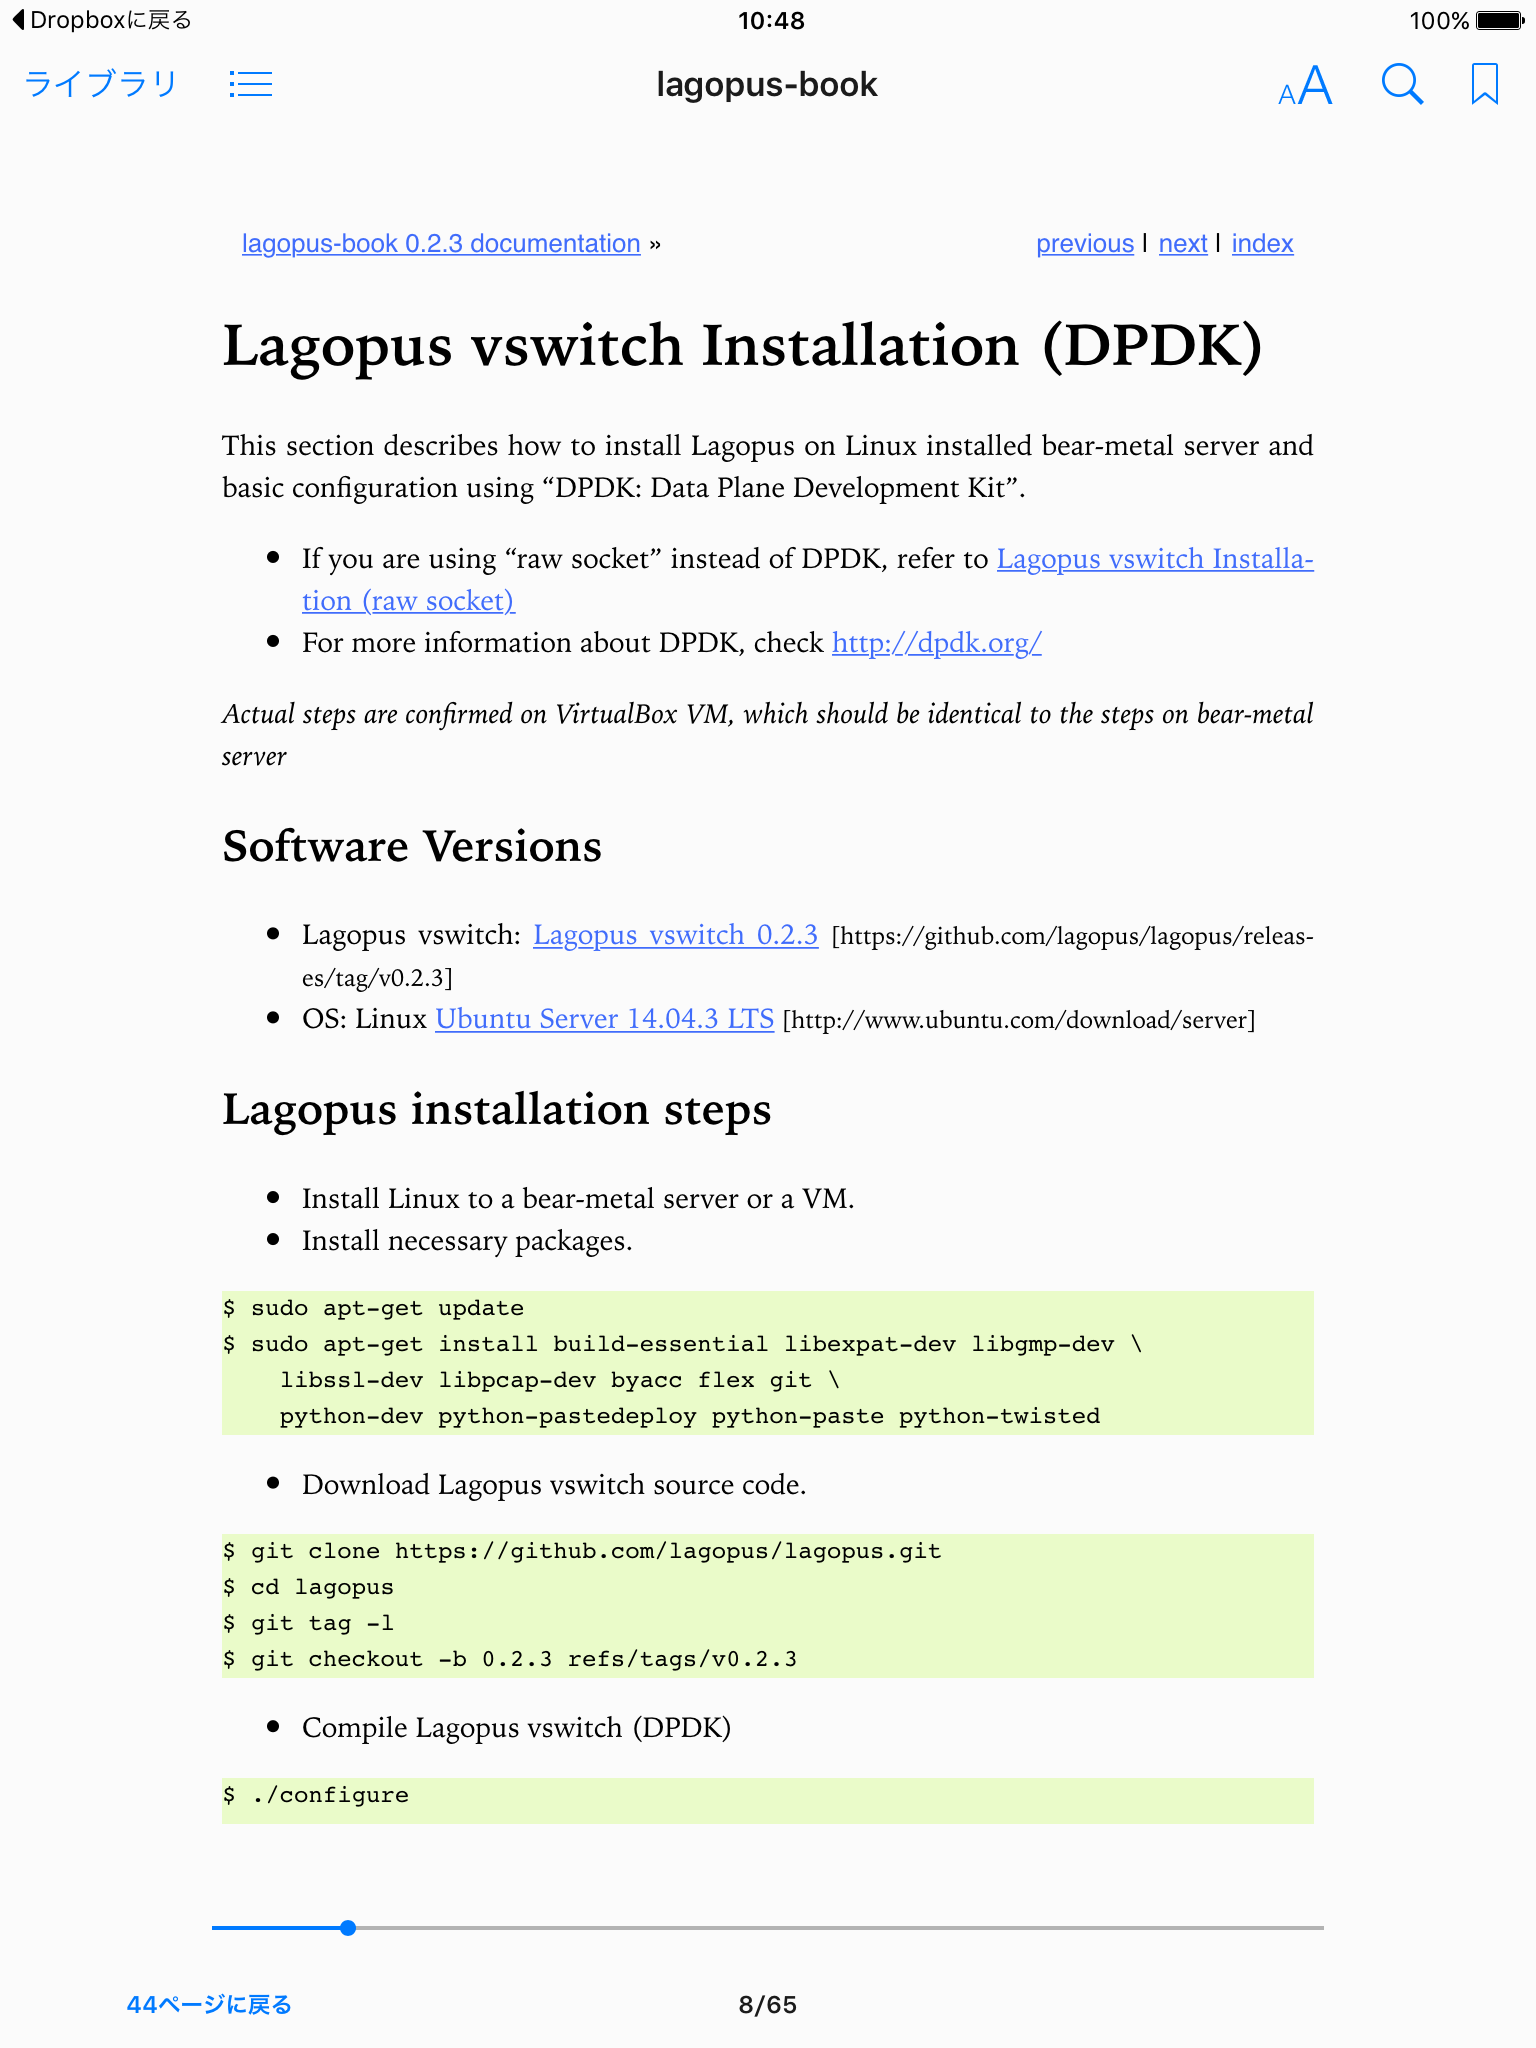 Dropboxに戻る
10:48
100%
ライブラリ
lagopus-book
AA
lagopus-book 0.2.3 documentation »
previous | next | index
Lagopus vswitch Installation (DPDK)
This section describes how to install Lagopus on Linux installed bear-metal server and
basic configuration using “DPDK: Data Plane Development Kit”.
• If you are using “raw socket” instead of DPDK, refer to Lagopus vswitch Installa-
tion (raw socket)
• For more information about DPDK, check http://dpdk.org/
Actual steps are confirmed on VirtualBox VM, which should be identical to the steps on bear-metal
server
Software Versions
• Lagopus vswitch: Lagopus vswitch 0.2.3 [https://github.com/lagopus/lagopus/releas-
es/tag/v0.2.3]
• OS: Linux Ubuntu Server 14.04.3 LTS [http://www.ubuntu.com/download/server]
Lagopus installation steps
• Install Linux to a bear-metal server or a VM.
• Install necessary packages.
$ sudo apt-get update
$ sudo apt-get install build-essential libexpat-dev libgmp-dev \
    libssl-dev libpcap-dev byacc flex git \
    python-dev python-pastedeploy python-paste python-twisted
• Download Lagopus vswitch source code.
$ git clone https://github.com/lagopus/lagopus.git
$ cd lagopus
$ git tag -l
$ git checkout -b 0.2.3 refs/tags/v0.2.3
• Compile Lagopus vswitch (DPDK)
$ ./configure
44ページに戻る
8/65